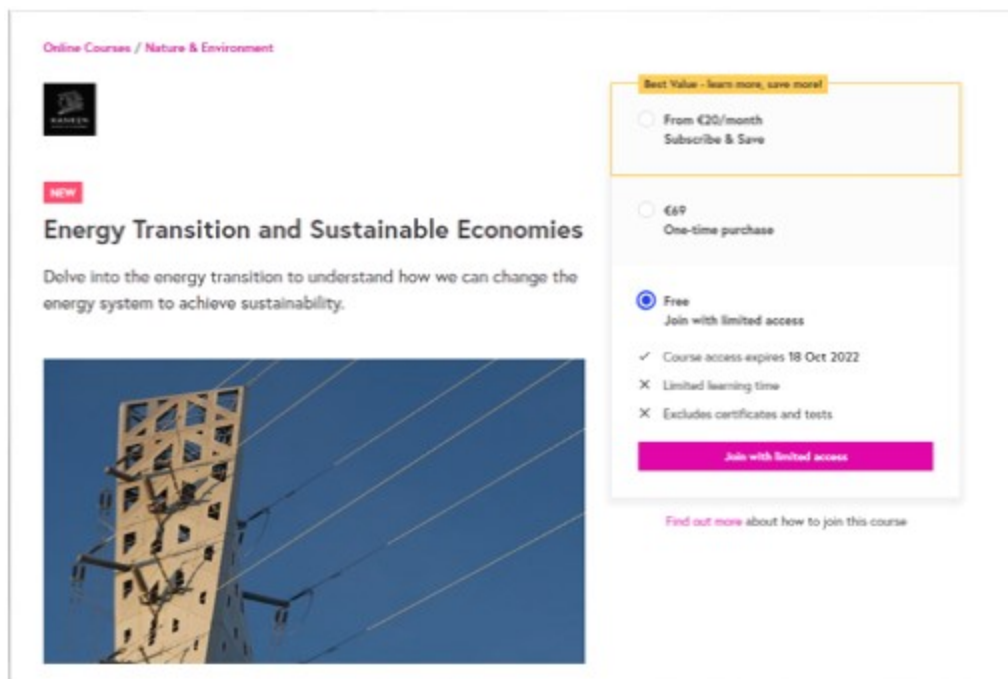 Online Courses / Nature & Environment
HANKEN
NEW
Energy Transition and Sustainable Economies
Delve into the energy transition to understand how we can change the
energy system to achieve sustainability.
Best Value - learn more, save more!
From €20/month
Subscribe & Save
€69
One-time purchase
Free
Join with limited access
Course access expires 18 Oct 2022
Limited learning time
Excludes certificates and tests
Join with limited access
Find out more about how to join this course